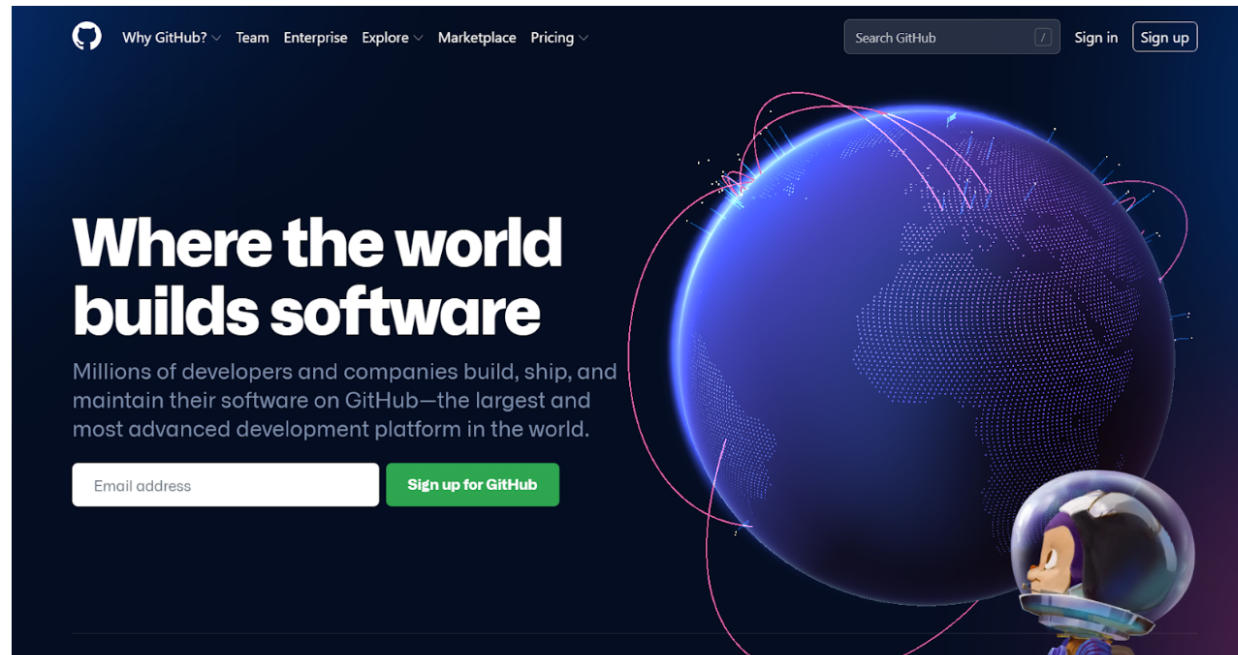 Why GitHub? Team Enterprise Explore Marketplace Pricing Search GitHub / Sign in Sign up
Where the world
builds software
Millions of developers and companies build, ship, and
maintain their software on GitHub—the largest and
most advanced development platform in the world.
Email address Sign up for GitHub